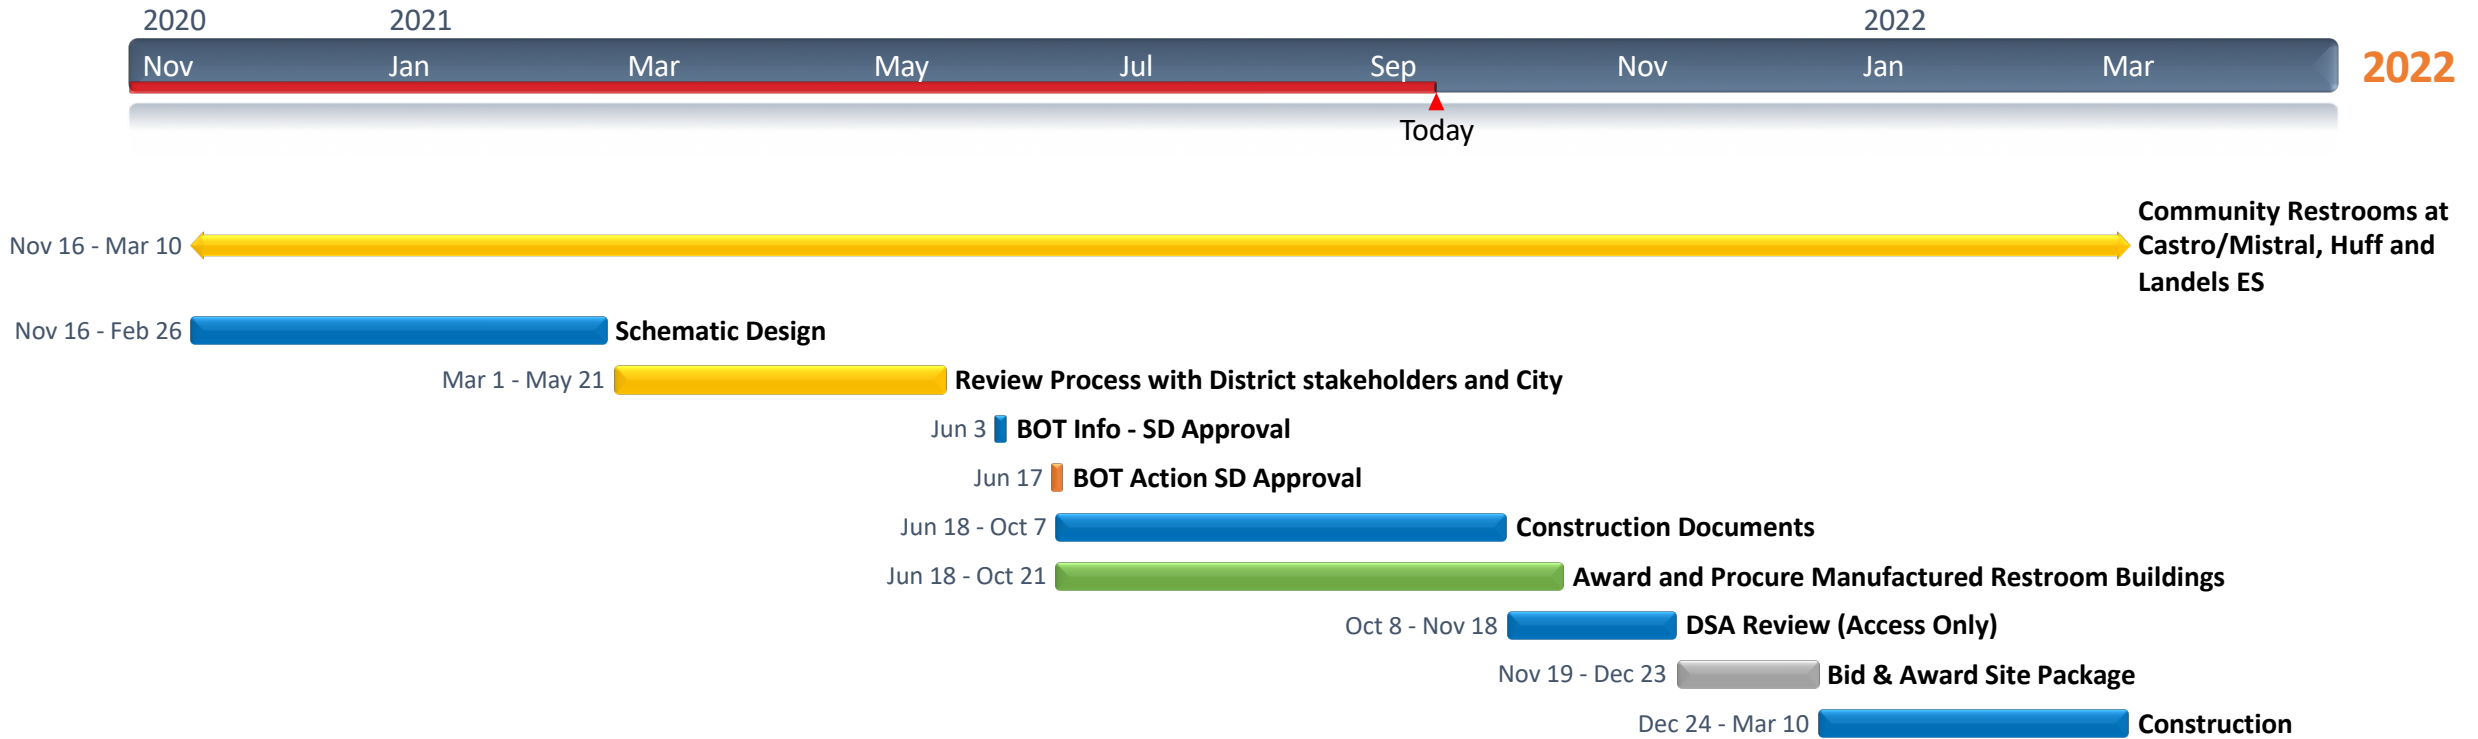 2020 2021 2022
Nov Jan Mar May Jul Sep Nov Jan Mar 2022
Today
Community Restrooms at
Nov 16 - Mar 10 Castro/Mistral, Huff and
Landels ES
Nov 16 - Feb 26 Schematic Design
Mar 1 - May 21 Review Process with District stakeholders and City
Jun 3 BOT Info - SD Approval
Jun 17 BOT Action SD Approval
Jun 18 - Oct 7 Construction Documents
Jun 18 - Oct 21 Award and Procure Manufactured Restroom Buildings
Oct 8 - Nov 18 DSA Review (Access Only)
Nov 19 - Dec 23 Bid & Award Site Package
Dec 24 - Mar 10 Construction